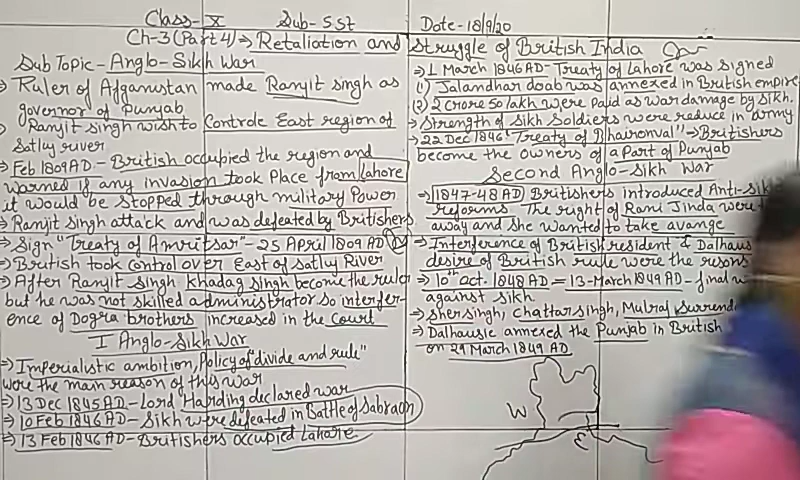 Class-X Sub-S.St Date-18/9/20
Ch-3(Part 4)⇒ Retaliation and Struggle of British India
Sub Topic - Anglo-Sikh War
⇒ Ruler of Afganustan made Ranjit singh as
governor of Punjab
⇒ Ranjit singh wish to Controle East region of
Satluy river
⇒ Feb 1809 AD - British occupied the region and
warned if any invasion took Place from Lahore
it would be stopped through military Power
⇒ Ranjit singh attack and was defeated by Britishers
⇒ Sign "Treaty of Amritsar" - 25 April 1809 AD
⇒ British took control over East of Satluy River
⇒ After Ranjit singh khadag singh become the ruler
but he was not skilled administrator so interfer-
ence of Dogra brothers increased in the Court
I Anglo-Sikh War
⇒ Imperialistic ambition, Policy of "divide and rule"
were the main reason of this war
⇒ 13 Dec 1845 AD - Lord Harding declared war
⇒ 10 Feb 1846 AD - Sikh were defeated in Battle of Sabraon
⇒ 13 Feb 1846 AD - Britishers occupied Lahore
⇒ 1 March 1846 AD - Treaty of Lahore was signed
(1) Jalandhar doab was annexed in British empire
(2) 2 crore 50 lakh were paid as war damage by Sikh.
⇒ Strength of Sikh Soldiers were reduce in army
⇒ 22 Dec 1846 "Treaty of Bhaironval" ⇒ Britishers
become the owners of a Part of Punjab
Second Anglo-Sikh War
⇒ 1847-48 AD Britishers introduced Anti-Sikh
reforms The right of Rani Jinda were
away and she wanted to take avange
⇒ Interference of British resident & Dalhaus
desire of British rule were the resons
⇒ 10th Oct. 1848 AD = 13-March 1849 AD - final
against Sikh
⇒ Shersingh, Chattarsingh, Mulraj Surrend
⇒ Dalhausie annexed the Punjab in British
on 29 March 1849 AD
W E